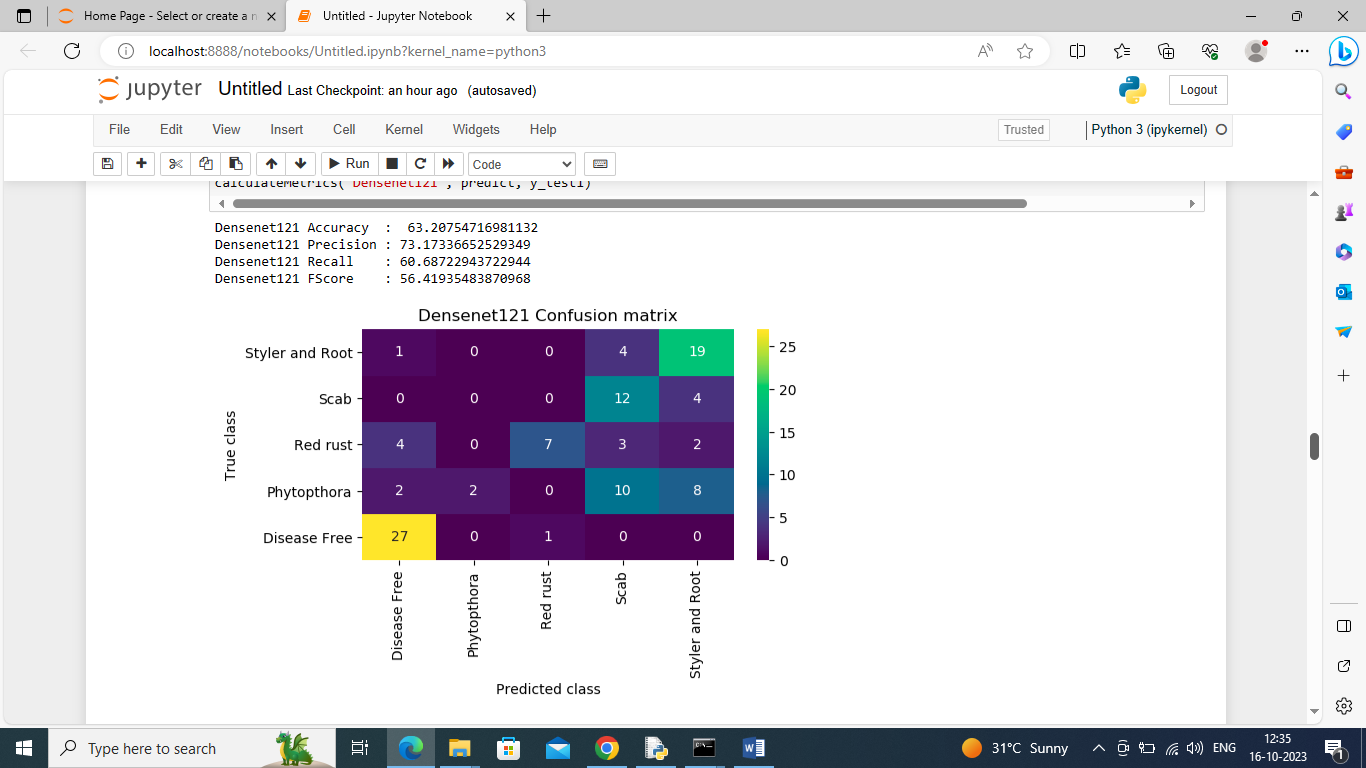 Home Page - Select or create a n
Untitled - Jupyter Notebook
localhost:8888/notebooks/Untitled.ipynb?kernel_name=python3
jupyter Untitled Last Checkpoint: an hour ago (autosaved)
Logout
File Edit View Insert Cell Kernel Widgets Help
Trusted
Python 3 (ipykernel)
Run
Code
calculateMetrics("Densenet121", predict, y_test1)
Densenet121 Accuracy : 63.20754716981132
Densenet121 Precision : 73.17336652529349
Densenet121 Recall : 60.68722943722944
Densenet121 FScore : 56.41935483870968
Densenet121 Confusion matrix
Styler and Root 1 0 0 4 19
Scab 0 0 0 12 4
Red rust 4 0 7 3 2
Phytopthora 2 2 0 10 8
Disease Free 27 0 1 0 0
True class
25
20
15
10
5
0
Disease Free
Phytopthora
Red rust
Scab
Styler and Root
Predicted class
Type here to search
31°C Sunny
ENG
12:35
16-10-2023
1